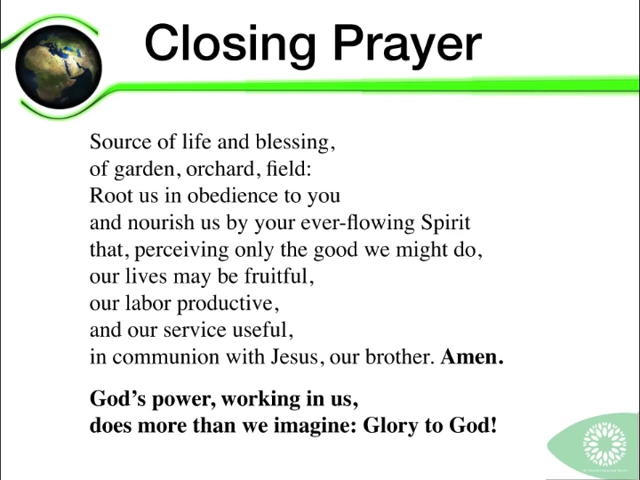 Closing Prayer
Source of life and blessing,
of garden, orchard, field:
Root us in obedience to you
and nourish us by your ever-flowing Spirit
that, perceiving only the good we might do,
our lives may be fruitful,
our labor productive,
and our service useful,
in communion with Jesus, our brother. Amen.
God’s power, working in us,
does more than we imagine: Glory to God!